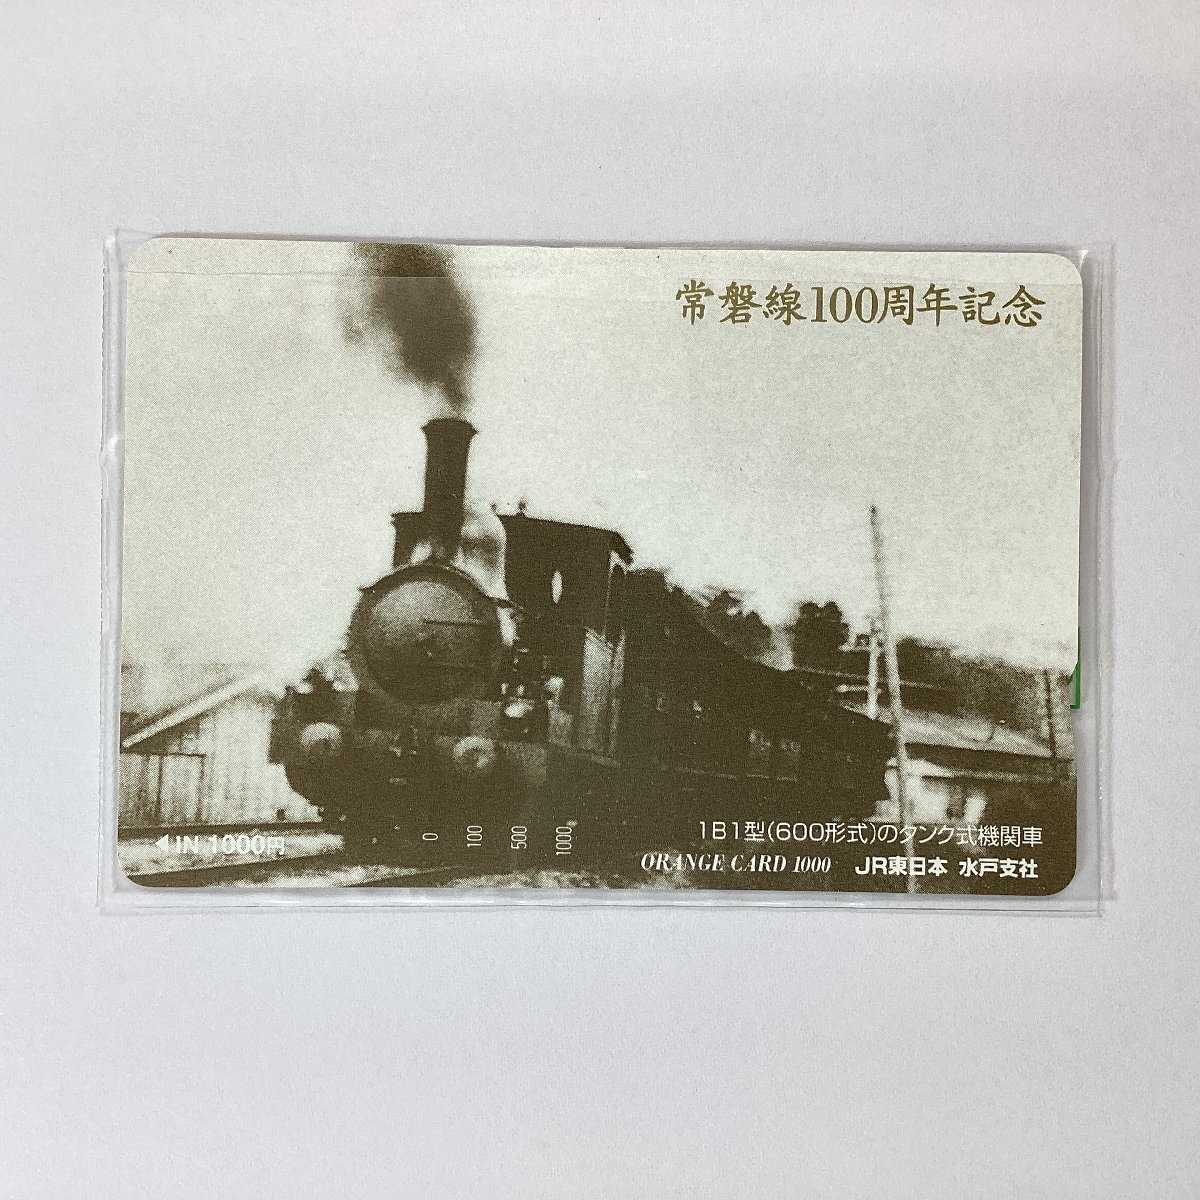 常磐線100周年記念
1B1型(600形式)のタンク式機関車
◀IN 1000円
0 100 500 1000
ORANGE CARD 1000 JR東日本 水戸支社